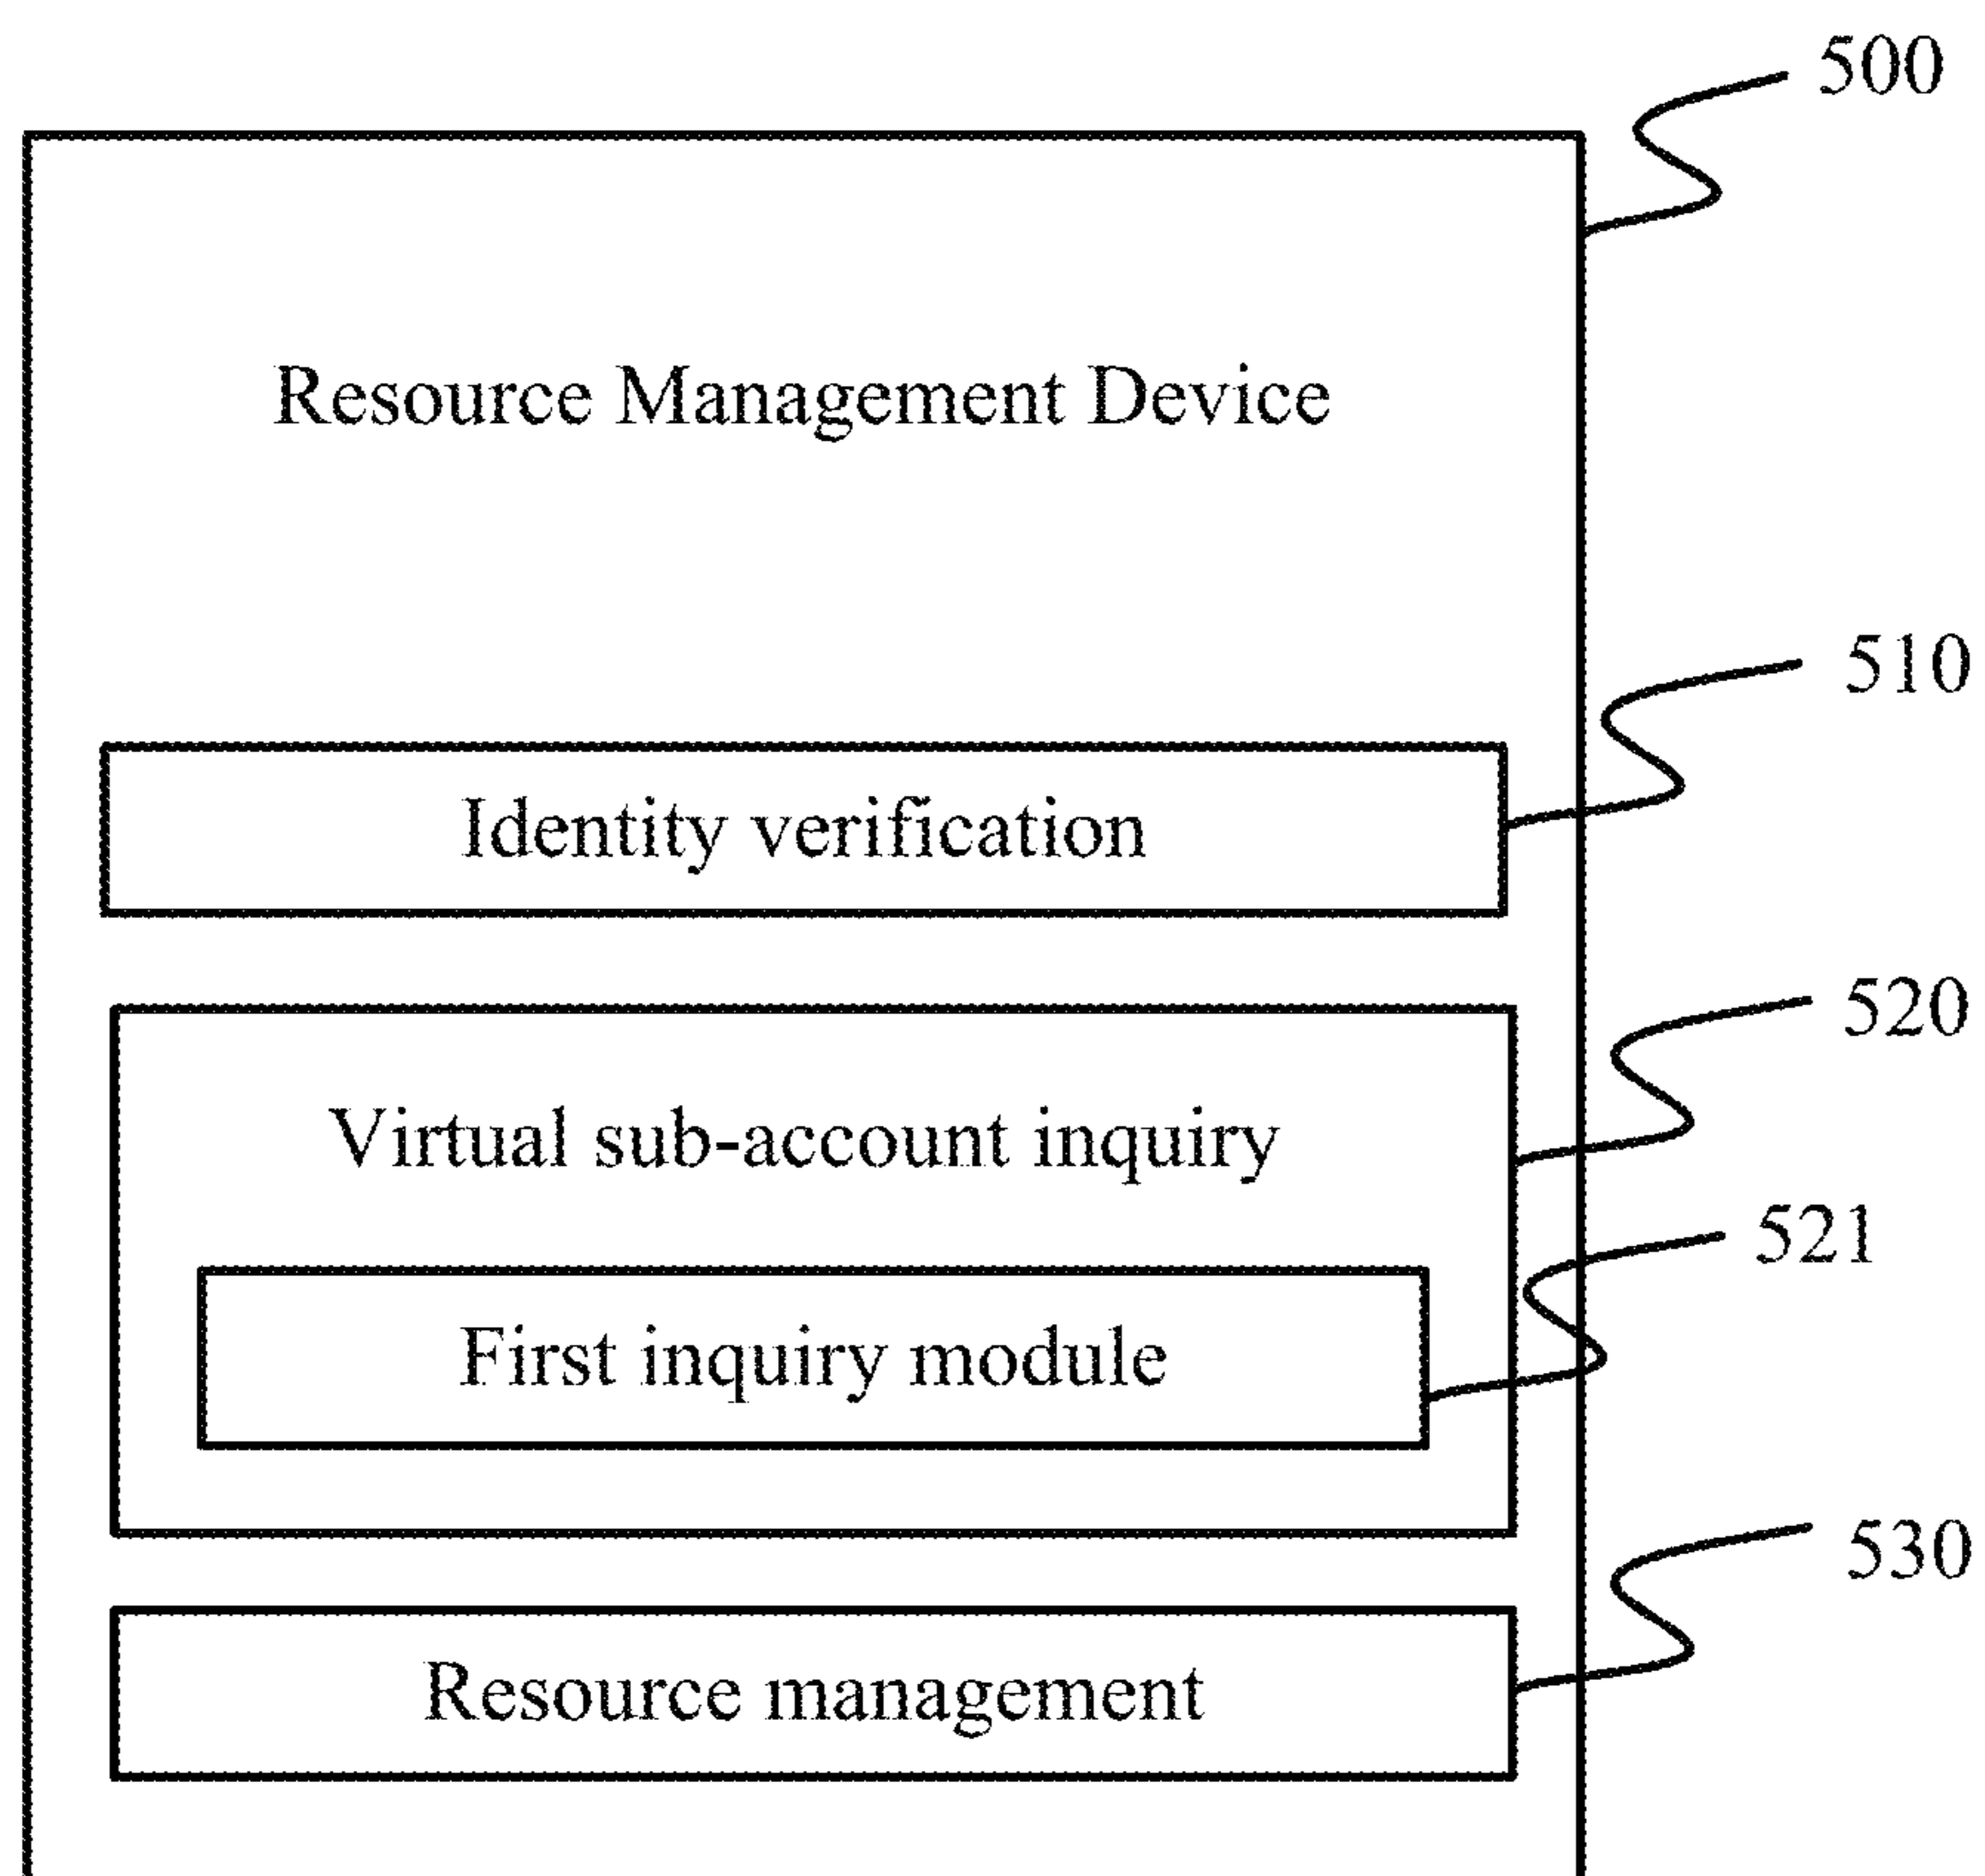 500
Resource Management Device
510
Identity verification
520
Virtual sub-account inquiry
521
First inquiry module
530
Resource management